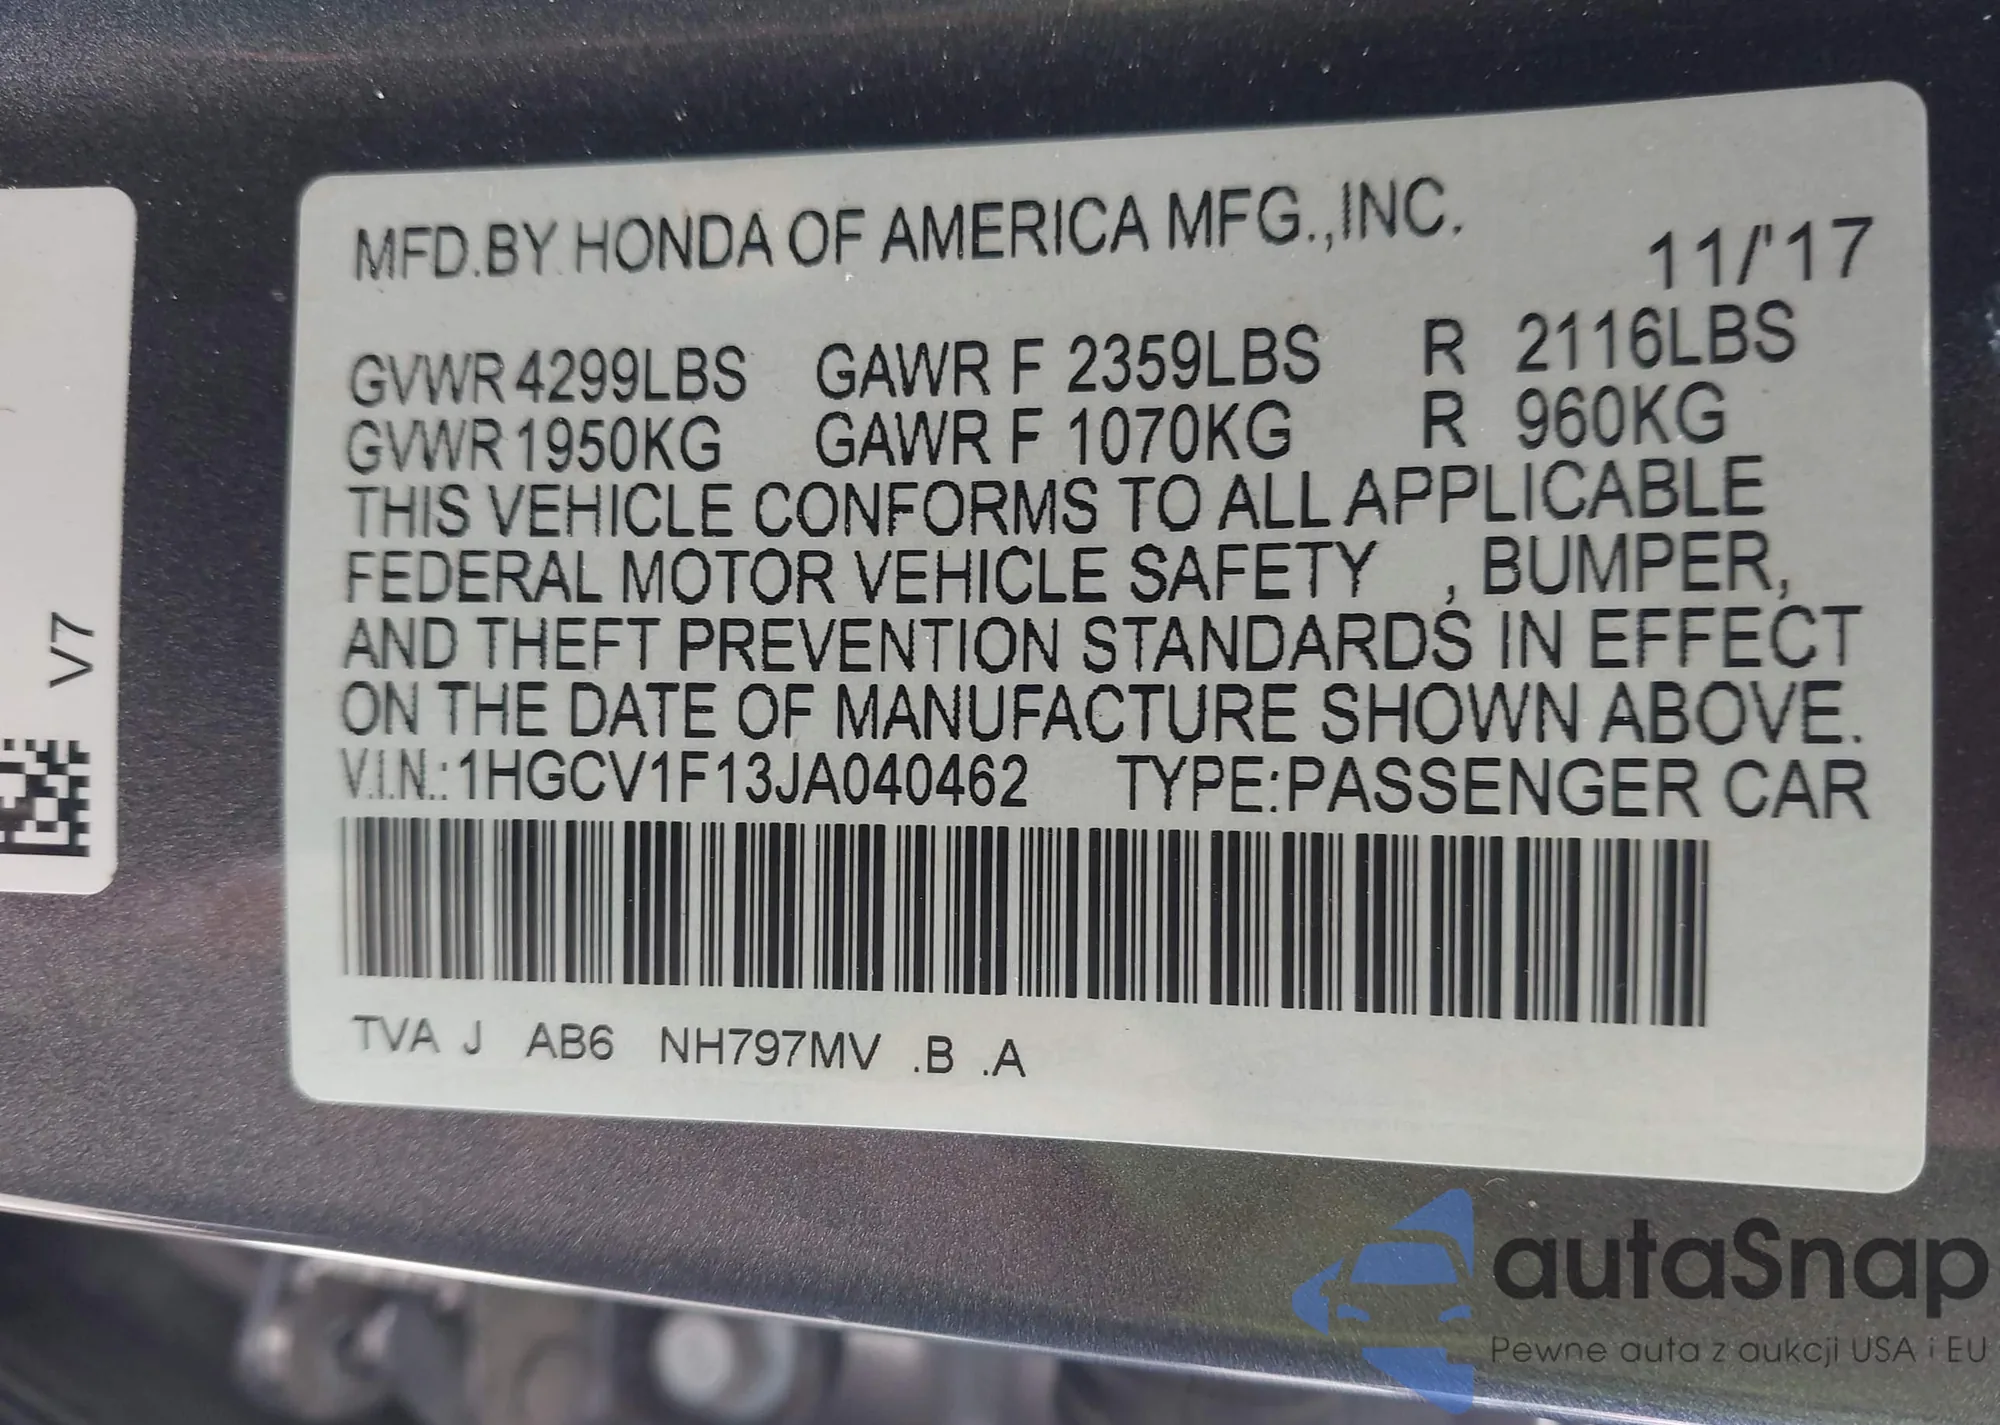 MFD.BY HONDA OF AMERICA MFG.,INC.
11/'17
GVWR 4299LBS GAWR F 2359LBS R 2116LBS
GVWR 1950KG GAWR F 1070KG R 960KG
THIS VEHICLE CONFORMS TO ALL APPLICABLE
FEDERAL MOTOR VEHICLE SAFETY , BUMPER,
AND THEFT PREVENTION STANDARDS IN EFFECT
ON THE DATE OF MANUFACTURE SHOWN ABOVE.
V.I.N.: 1HGCV1F13JA040462 TYPE:PASSENGER CAR
TVA J AB6 NH797MV .B .A
V7
autaSnap
Pewne auta z aukcji USA i EU